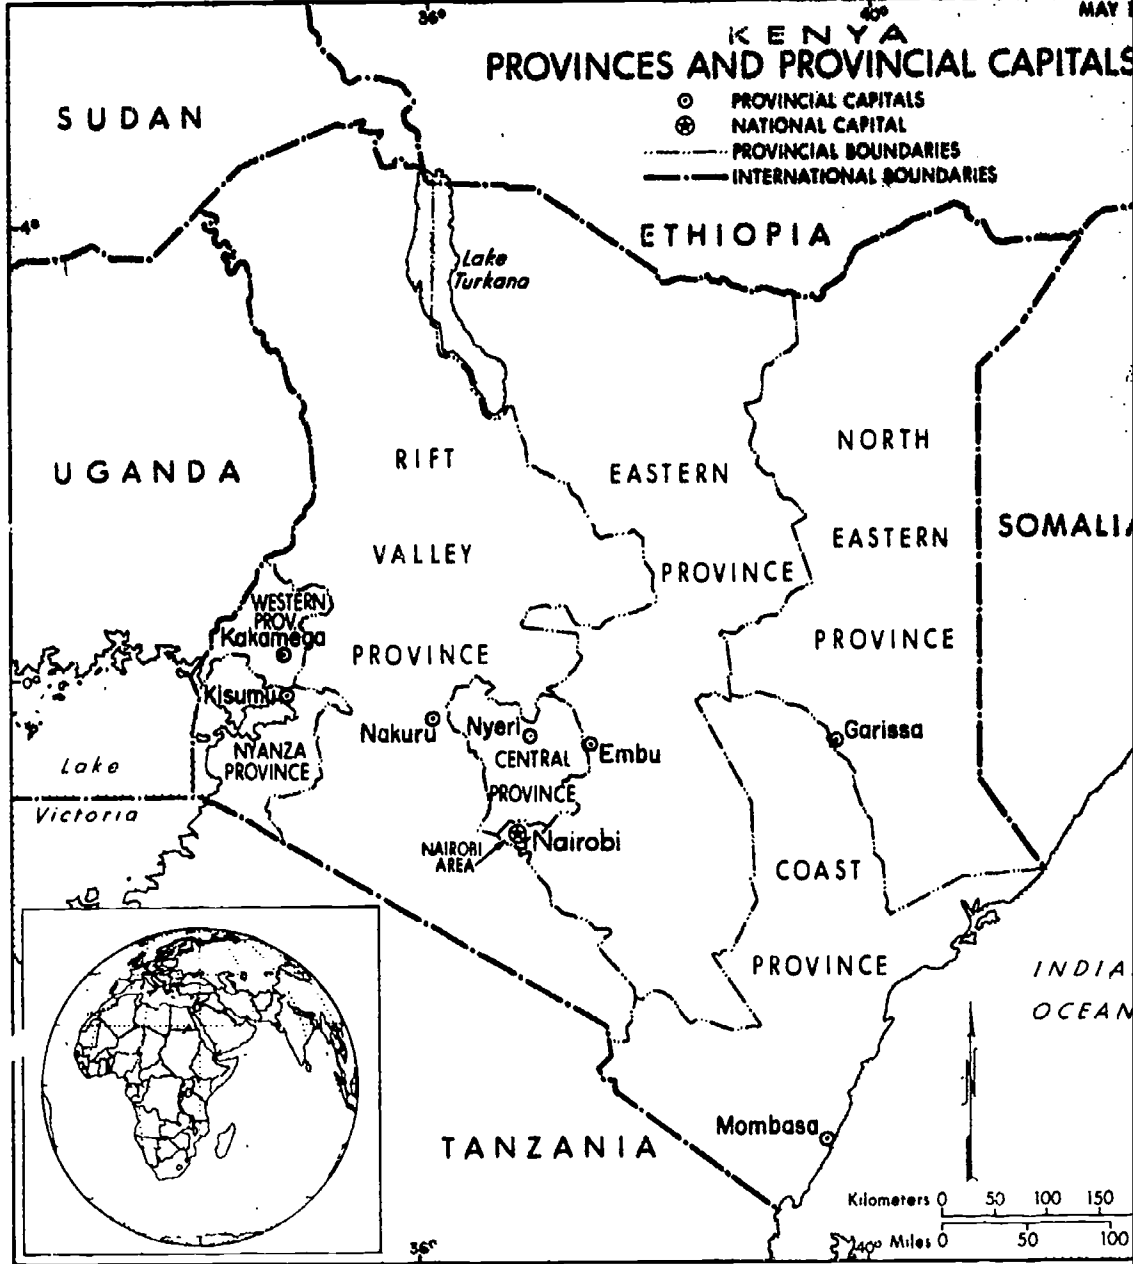 36°
40°
MAY
KENYA
PROVINCES AND PROVINCIAL CAPITALS
PROVINCIAL CAPITALS
NATIONAL CAPITAL
PROVINCIAL BOUNDARIES
INTERNATIONAL BOUNDARIES
SUDAN
4°
ETHIOPIA
Lake
Turkana
UGANDA
RIFT
VALLEY
PROVINCE
EASTERN
PROVINCE
NORTH
EASTERN
PROVINCE
SOMALIA
WESTERN
PROV.
Kakamega
0°
Kisumu
NYANZA
PROVINCE
Nakuru
Nyeri
CENTRAL
PROVINCE
Embu
Garissa
Lake
Victoria
NAIROBI
AREA
Nairobi
COAST
PROVINCE
INDIA
OCEAN
TANZANIA
Mombasa
Kilometers 0 50 100 150
Miles 0 50 100
36°
40°